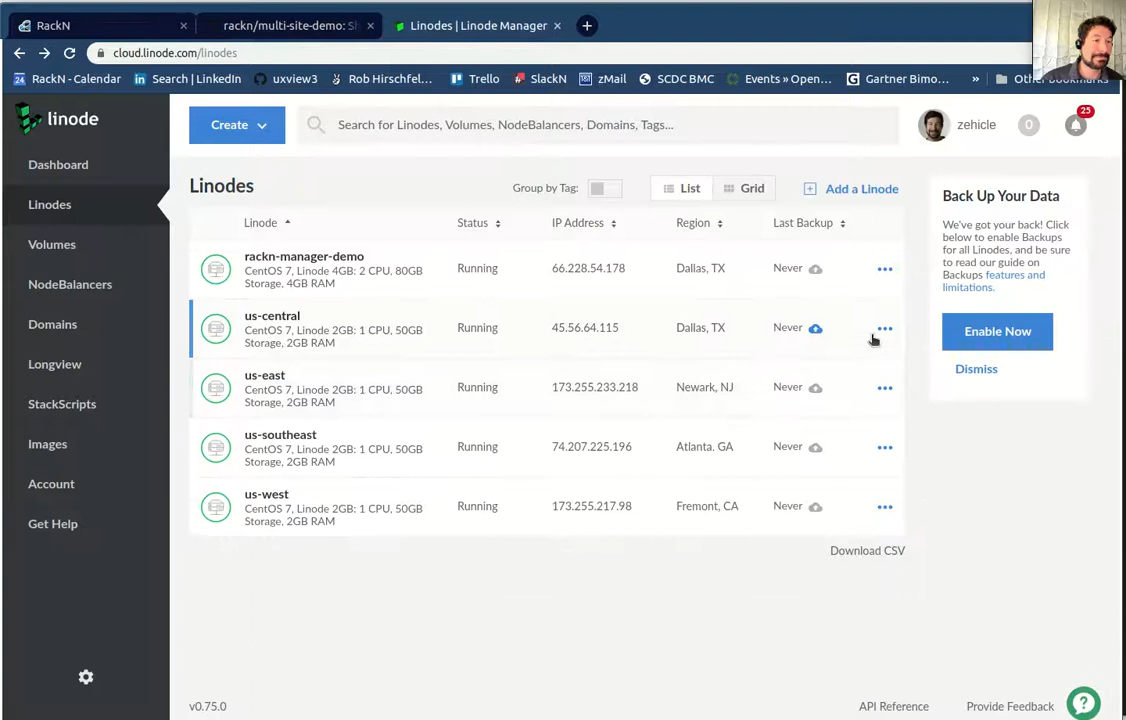 RackN
rackn/multi-site-demo: Sh
Linodes | Linode Manager
cloud.linode.com/linodes
24 RackN - Calendar
in Search | LinkedIn
uxview3
Rob Hirschfel...
Trello
SlackN
zMail
SCDC BMC
Events » Open...
G Gartner Bimo...
»
Other Bookmarks
linode
Create
Search for Linodes, Volumes, NodeBalancers, Domains, Tags...
zehicle
0
25
Dashboard
Linodes
Volumes
NodeBalancers
Domains
Longview
StackScripts
Images
Account
Get Help
Linodes
Group by Tag:
List
Grid
Add a Linode
Linode Status IP Address Region Last Backup
rackn-manager-demo
CentOS 7, Linode 4GB: 2 CPU, 80GB
Storage, 4GB RAM
Running 66.228.54.178 Dallas, TX Never
us-central
CentOS 7, Linode 2GB: 1 CPU, 50GB
Storage, 2GB RAM
Running 45.56.64.115 Dallas, TX Never
us-east
CentOS 7, Linode 2GB: 1 CPU, 50GB
Storage, 2GB RAM
Running 173.255.233.218 Newark, NJ Never
us-southeast
CentOS 7, Linode 2GB: 1 CPU, 50GB
Storage, 2GB RAM
Running 74.207.225.196 Atlanta, GA Never
us-west
CentOS 7, Linode 2GB: 1 CPU, 50GB
Storage, 2GB RAM
Running 173.255.217.98 Fremont, CA Never
Download CSV
Back Up Your Data
We've got your back! Click
below to enable Backups
for all Linodes, and be sure
to read our guide on
Backups features and
limitations.
Enable Now
Dismiss
v0.75.0
API Reference
Provide Feedback
?